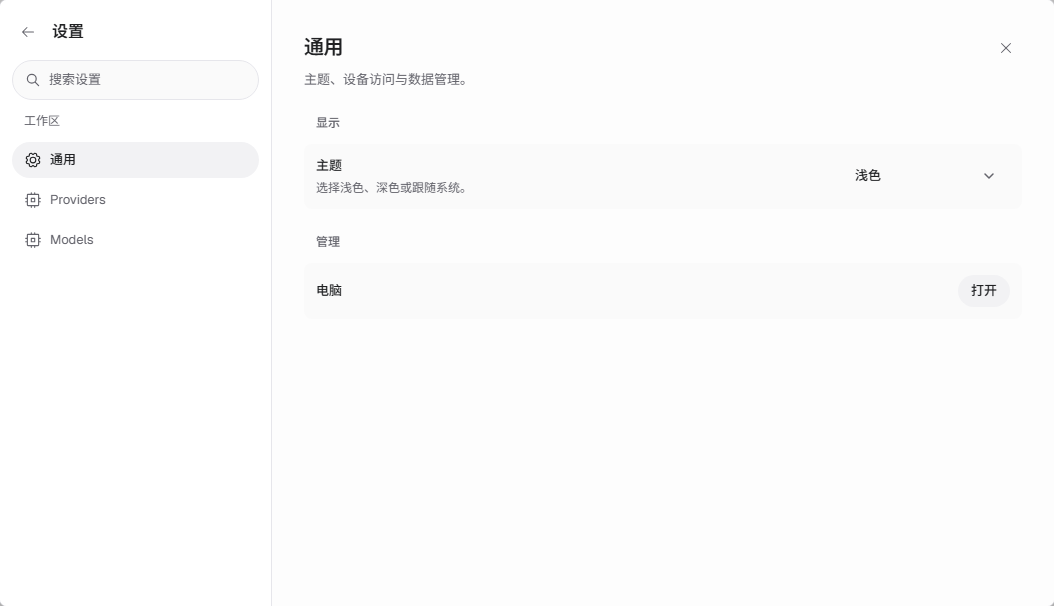 设置
搜索设置
工作区
通用
Providers
Models
通用
主题、设备访问与数据管理。
显示
主题
选择浅色、深色或跟随系统。
浅色
管理
电脑
打开